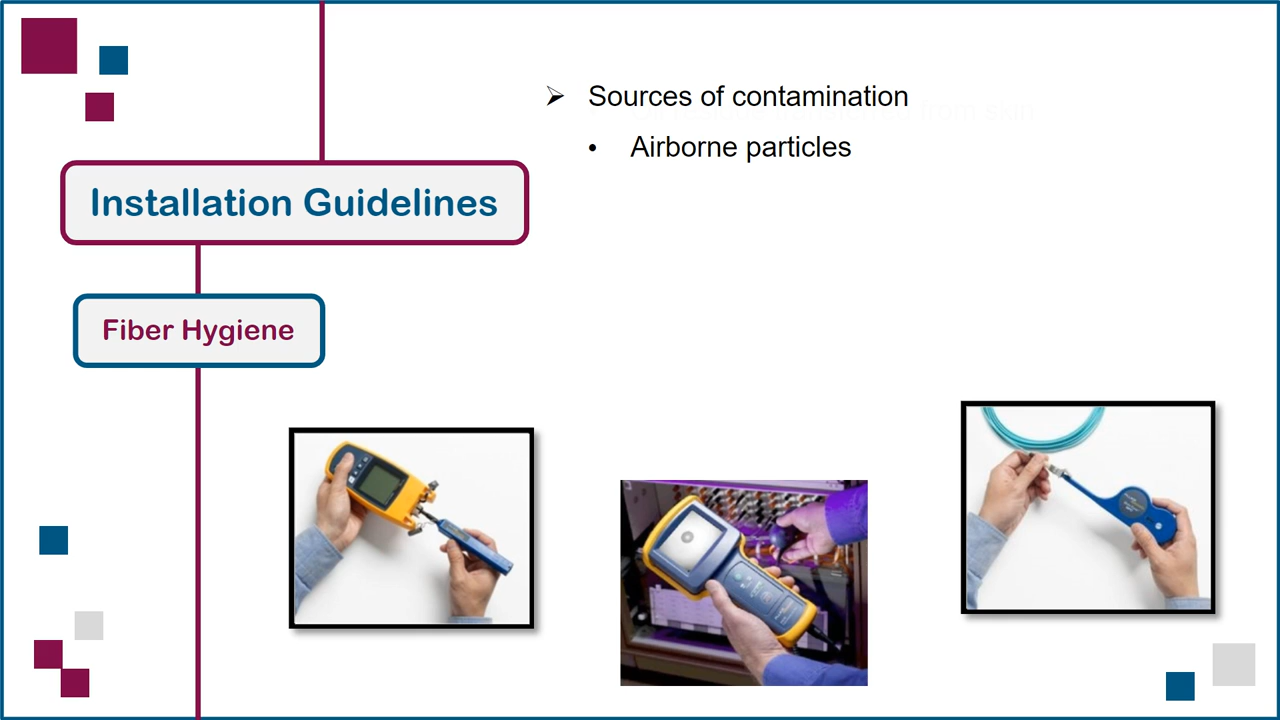 Sources of contamination
Airborne particles
Installation Guidelines
Fiber Hygiene